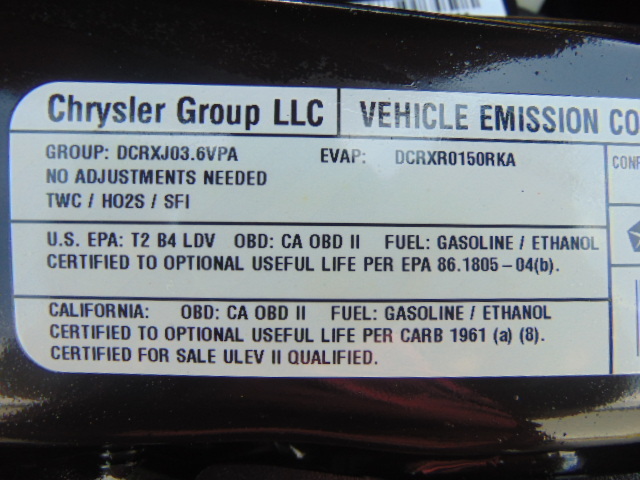 Chrysler Group LLC
VEHICLE EMISSION CO
GROUP: DCRXJ03.6VPA EVAP: DCRXR0150RKA
NO ADJUSTMENTS NEEDED
TWC / HO2S / SFI
CONF
U.S. EPA: T2 B4 LDV OBD: CA OBD II FUEL: GASOLINE / ETHANOL
CERTIFIED TO OPTIONAL USEFUL LIFE PER EPA 86.1805-04(b).
CALIFORNIA: OBD: CA OBD II FUEL: GASOLINE / ETHANOL
CERTIFIED TO OPTIONAL USEFUL LIFE PER CARB 1961 (a) (8).
CERTIFIED FOR SALE ULEV II QUALIFIED.